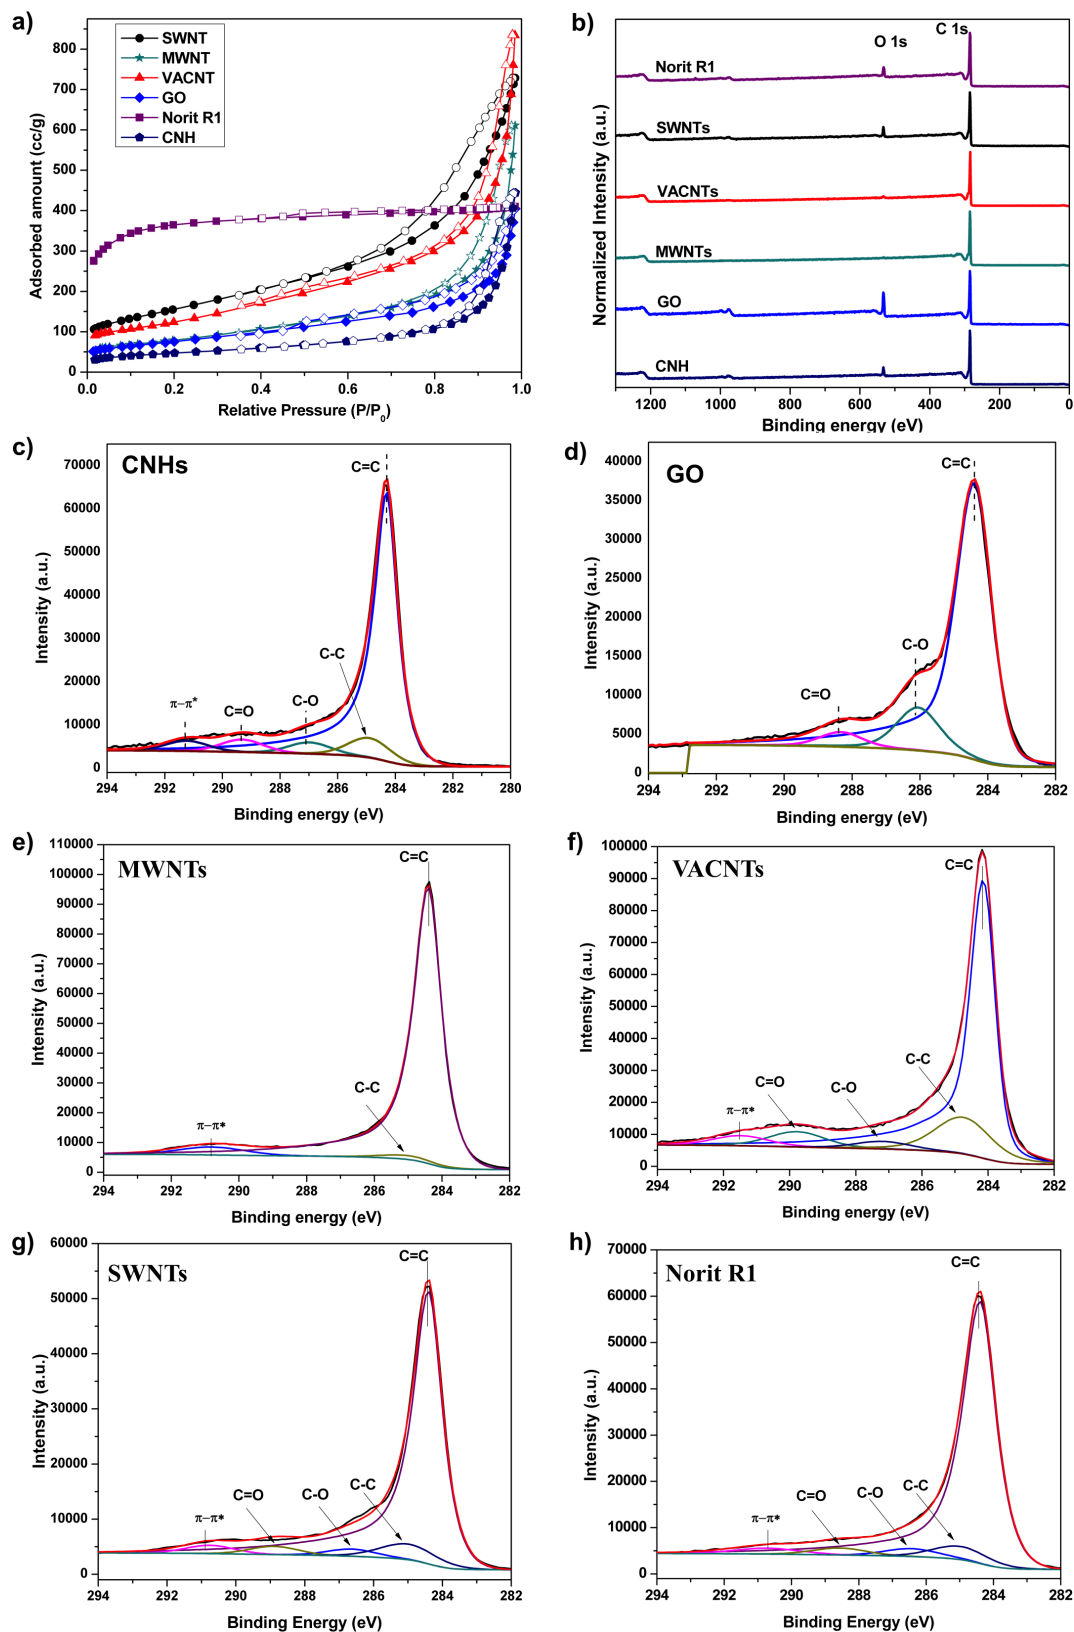 a)
SWNT
MWNT
VACNT
GO
Norit R1
CNH
800
700
600
500
400
300
200
100
0
0.0 0.2 0.4 0.6 0.8 1.0
Adsorbed amount (cc/g)
Relative Pressure (P/P0)
b)
C 1s
O 1s
Norit R1
SWNTs
VACNTs
MWNTs
GO
CNH
1200 1000 800 600 400 200 0
Normalized Intensity (a.u.)
Binding energy (eV)
c)
CNHs
C=C
C-C
C-O
C=O
π−π*
70000
60000
50000
40000
30000
20000
10000
0
294 292 290 288 286 284 282 280
Intensity (a.u.)
Binding energy (eV)
d)
GO
C=C
C-O
C=O
40000
35000
30000
25000
20000
15000
10000
5000
0
294 292 290 288 286 284 282
Intensity (a.u.)
Binding energy (eV)
e)
MWNTs
C=C
C-C
π−π*
110000
100000
90000
80000
70000
60000
50000
40000
30000
20000
10000
0
294 292 290 288 286 284 282
Intensity (a.u.)
Binding energy (eV)
f)
VACNTs
C=C
C-C
C-O
C=O
π−π*
100000
90000
80000
70000
60000
50000
40000
30000
20000
10000
0
294 292 290 288 286 284 282
Intensity (a.u.)
Binding energy (eV)
g)
SWNTs
C=C
C-C
C-O
C=O
π−π*
60000
50000
40000
30000
20000
10000
0
294 292 290 288 286 284 282
Intensity (a.u.)
Binding Energy (eV)
h)
Norit R1
C=C
C-C
C-O
C=O
π−π*
70000
60000
50000
40000
30000
20000
10000
0
294 292 290 288 286 284 282
Intensity (a.u.)
Binding Energy (eV)